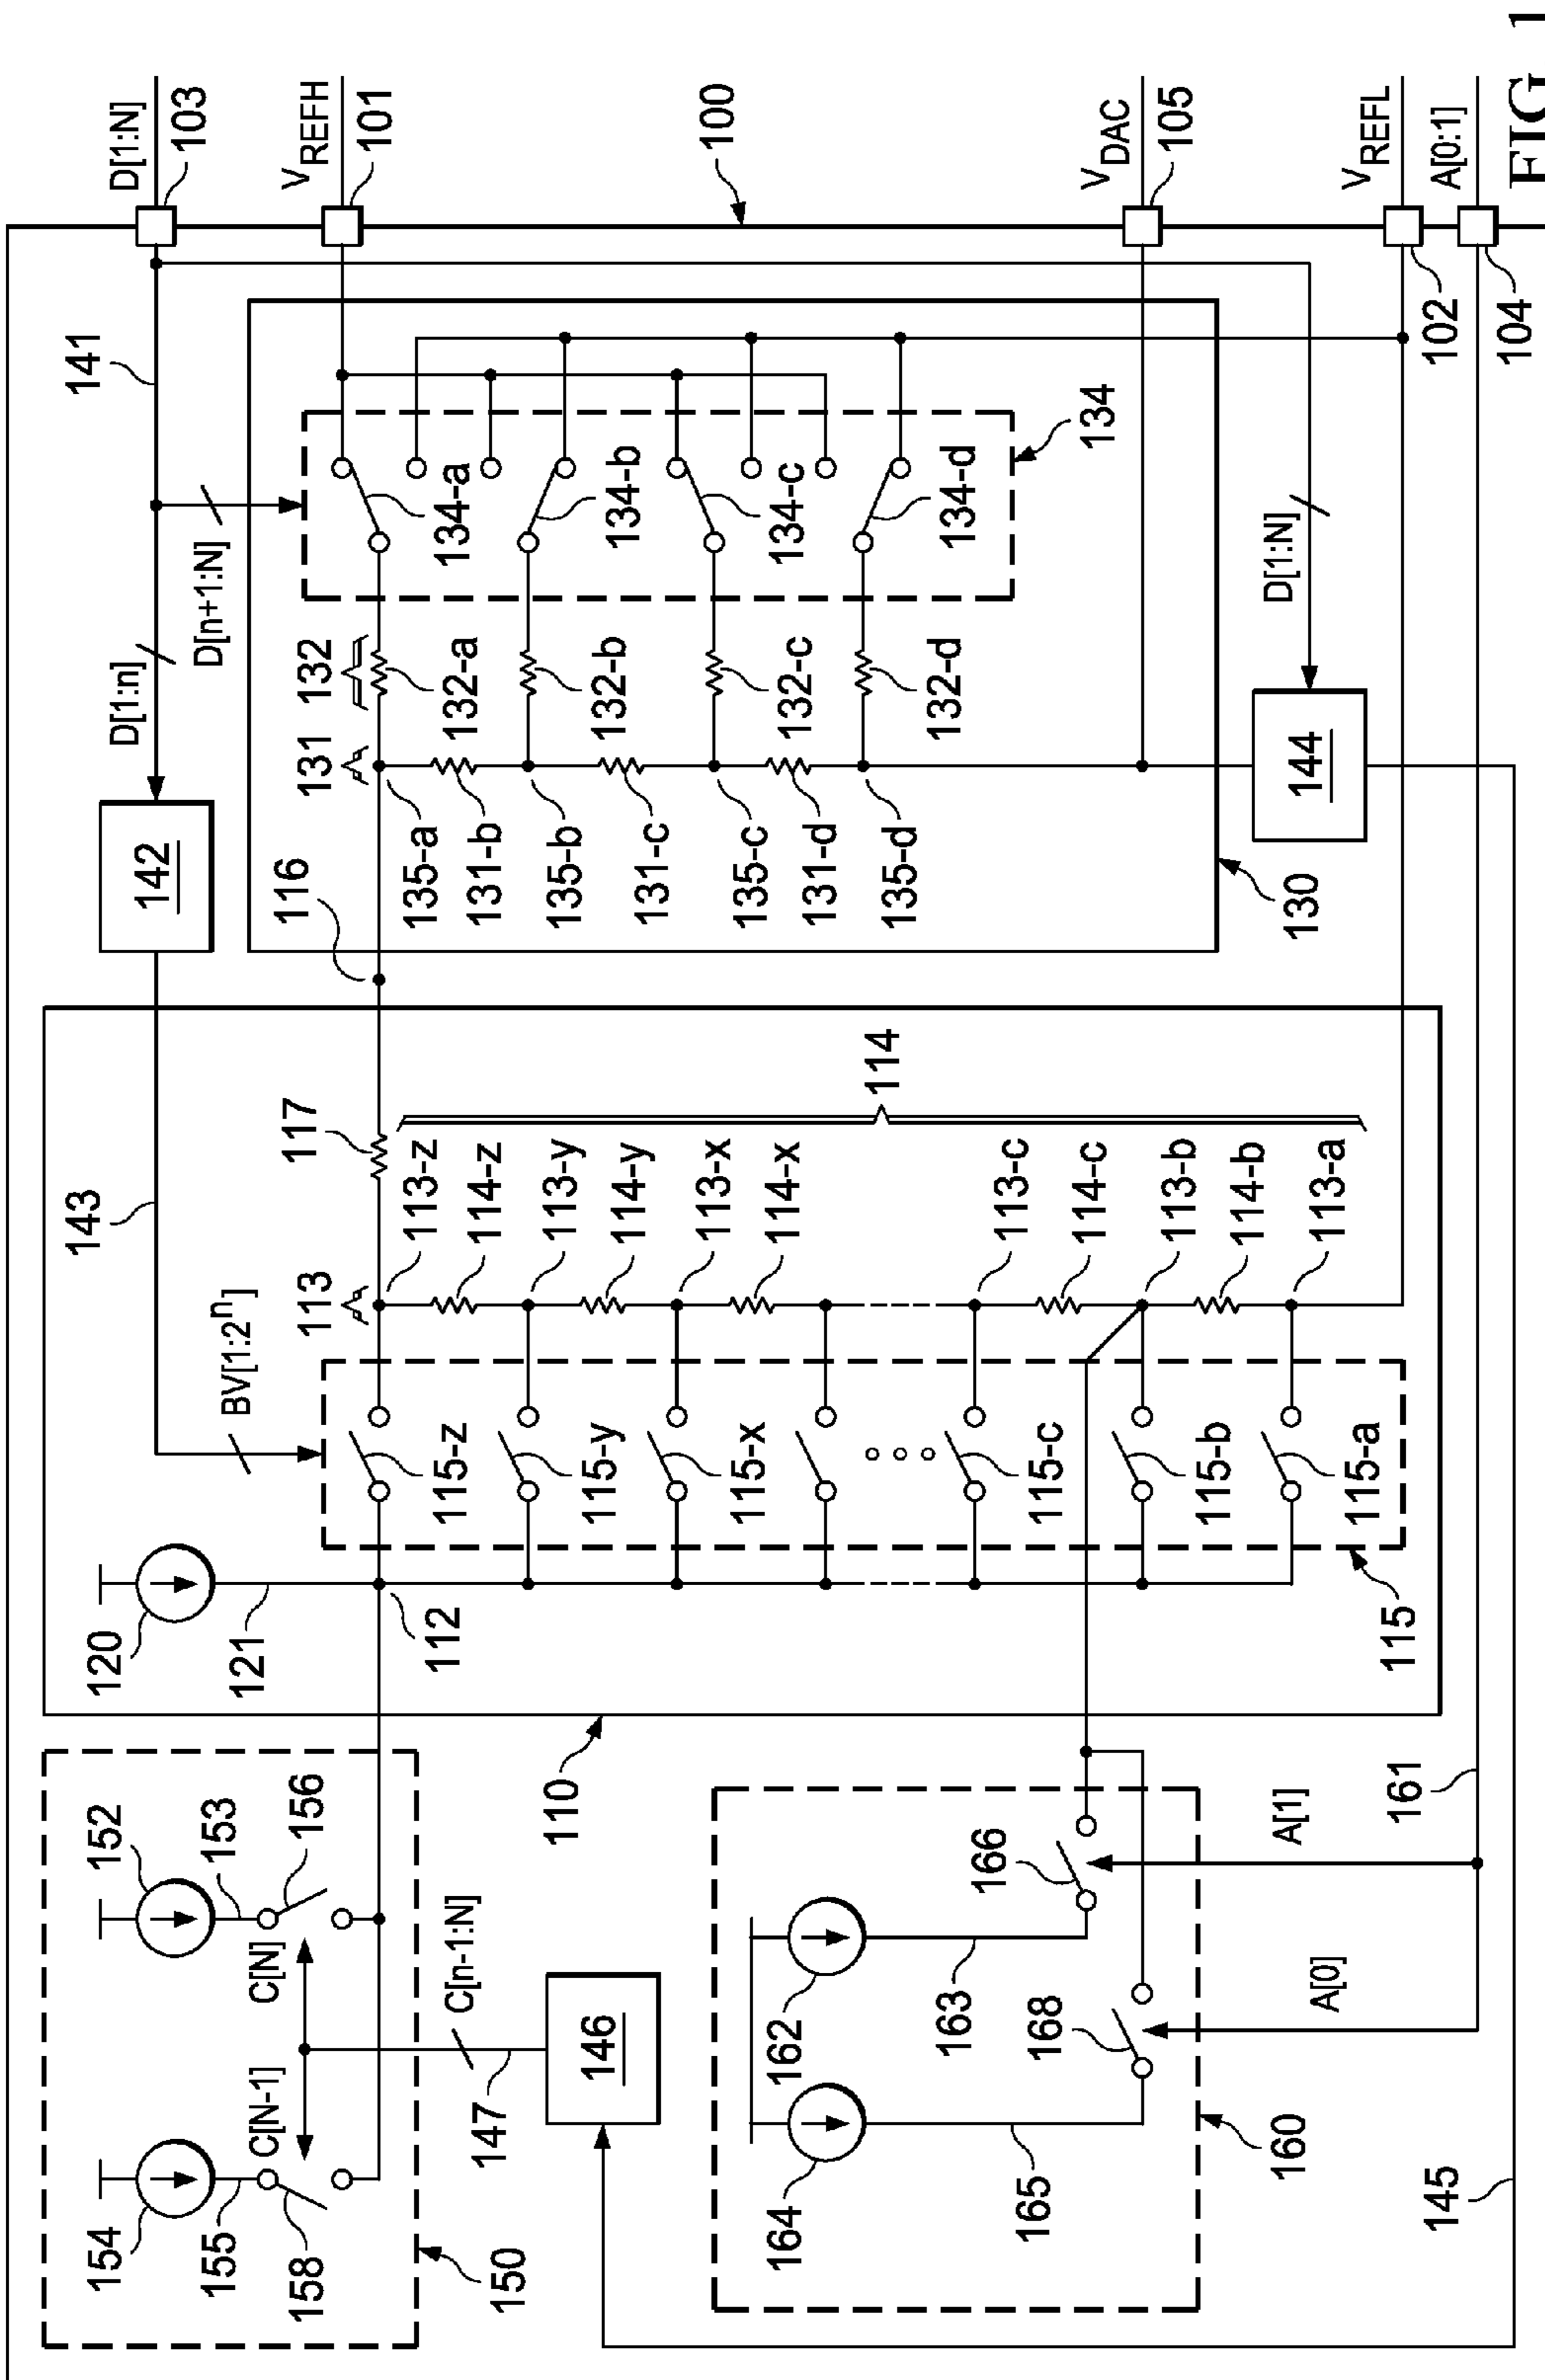 D[1:N]
103
V REFH
101
100
V DAC
105
V REFL
102
A[0:1]
104
FIG. 1
141
D[1:n]
D[n+1:N]
142
143
BV[1:2ⁿ]
134
134-a
134-b
134-c
134-d
132
132-a
132-b
132-c
132-d
131
135-a
131-b
135-b
131-c
135-c
131-d
135-d
D[1:N]
144
130
116
117
114
113
113-z
114-z
113-y
114-y
113-x
114-x
113-c
114-c
113-b
114-b
113-a
115-z
115-y
115-x
115-c
115-b
115-a
115
120
121
112
110
152
153
156
C[N]
154
155
158
C[N-1]
150
C[n-1:N]
147
146
162
163
166
A[1]
161
164
165
168
A[0]
160
145